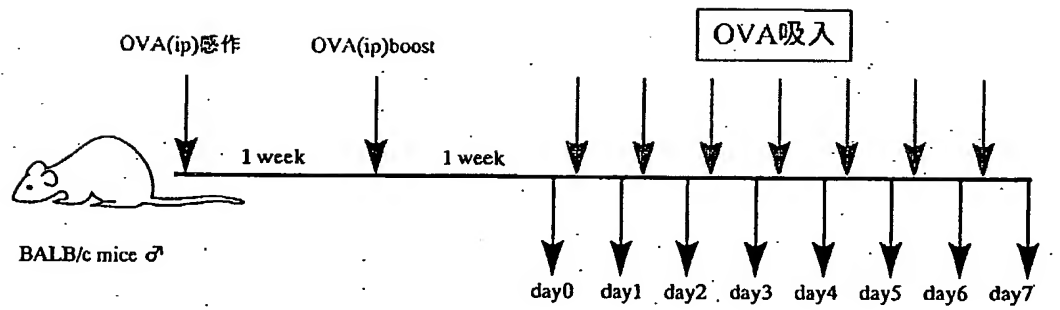 OVA吸入
OVA(ip)感作
OVA(ip)boost
1 week
1 week
BALB/c mice ♂
day0
day1
day2
day3
day4
day5
day6
day7